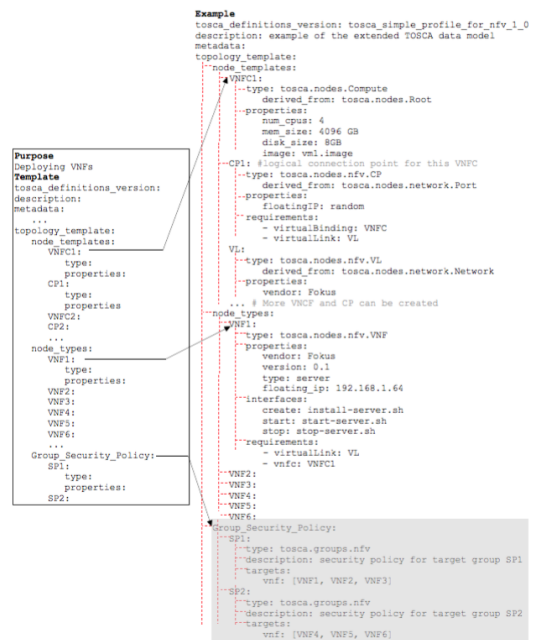 Purpose
Deploying VNFs
Template
tosca_definitions_version:
description:
metadata:
...
topology_template:
node_templates:
VNFC1:
type:
properties:
CP1:
type:
properties
VNFC2:
CP2:
...
node_types:
VNF1:
type:
properties:
VNF2:
VNF3:
VNF4:
VNF5:
VNF6:
...
Group_Security_Policy:
SP1:
type:
properties:
SP2:
Example
tosca_definitions_version: tosca_simple_profile_for_nfv_1_0
description: example of the extended TOSCA data model
metadata:
topology_template:
node_templates:
VNFC1:
type: tosca.nodes.Compute
derived_from: tosca.nodes.Root
properties:
num_cpus: 4
mem_size: 4096 GB
disk_size: 8GB
image: vm1.image
CP1: #logical connection point for this VNFC
type: tosca.nodes.nfv.CP
derived_from: tosca.nodes.network.Port
properties:
floatingIP: random
requirements:
- virtualBinding: VNFC
- virtualLink: VL
VL:
type: tosca.nodes.nfv.VL
derived_from: tosca.nodes.network.Network
properties:
vendor: Fokus
... # More VNCF and CP can be created
node_types:
VNF1:
type: tosca.nodes.nfv.VNF
properties:
vendor: Fokus
version: 0.1
type: server
floating_ip: 192.168.1.64
interfaces:
create: install-server.sh
start: start-server.sh
stop: stop-server.sh
requirements:
- virtualLink: VL
- vnfc: VNFC1
VNF2:
VNF3:
VNF4:
VNF5:
VNF6:
Group_Security_Policy:
SP1:
type: tosca.groups.nfv
description: security policy for target group SP1
targets:
vnf: [VNF1, VNF2, VNF3]
SP2:
type: tosca.groups.nfv
description: security policy for target group SP2
targets:
vnf: [VNF4, VNF5, VNF6]